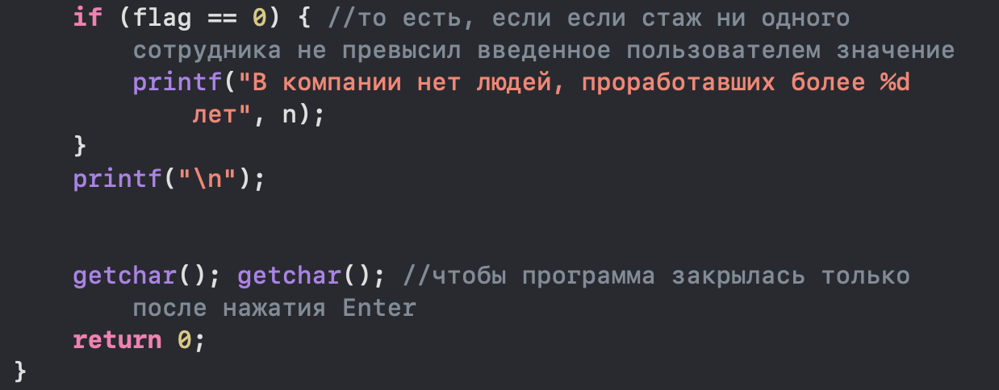 if (flag == 0) { //то есть, если если стаж ни одного
сотрудника не превысил введенное пользователем значение
printf("В компании нет людей, проработавших более %d
лет", n);
}
printf("\n");
getchar(); getchar(); //чтобы программа закрылась только
после нажатия Enter
return 0;
}